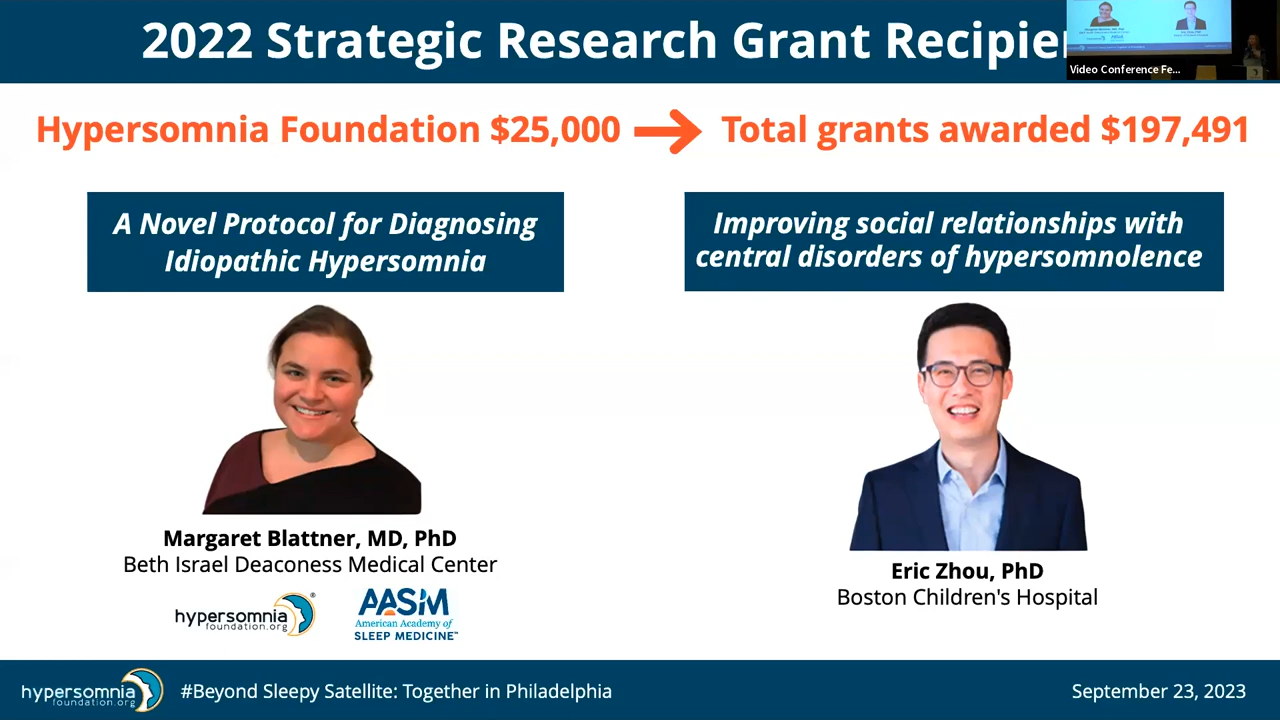 2022 Strategic Research Grant Recipien
Video Conference Fe...
Hypersomnia Foundation $25,000
Total grants awarded $197,491
A Novel Protocol for Diagnosing
Idiopathic Hypersomnia
Improving social relationships with
central disorders of hypersomnolence
Margaret Blattner, MD, PhD
Beth Israel Deaconess Medical Center
hypersomnia
foundation.org
AASM
American Academy of
SLEEP MEDICINE™
Eric Zhou, PhD
Boston Children's Hospital
hypersomnia
foundation.org
#Beyond Sleepy Satellite: Together in Philadelphia
September 23, 2023